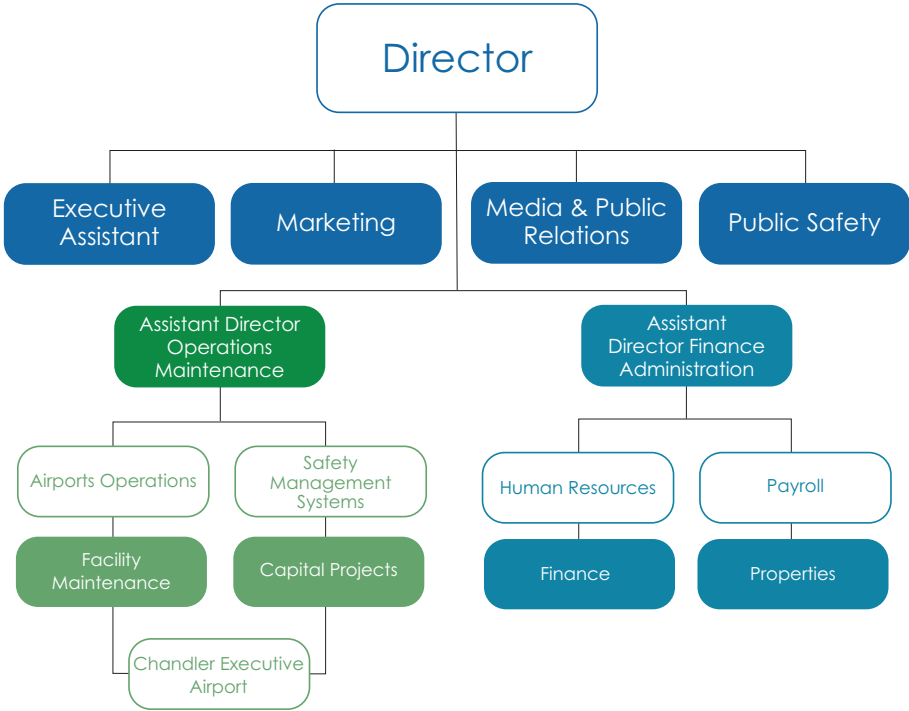 Director
Executive
Assistant
Marketing
Media & Public
Relations
Public Safety
Assistant Director
Operations
Maintenance
Assistant
Director Finance
Administration
Airports Operations
Safety
Management
Systems
Human Resources
Payroll
Facility
Maintenance
Capital Projects
Finance
Properties
Chandler Executive
Airport